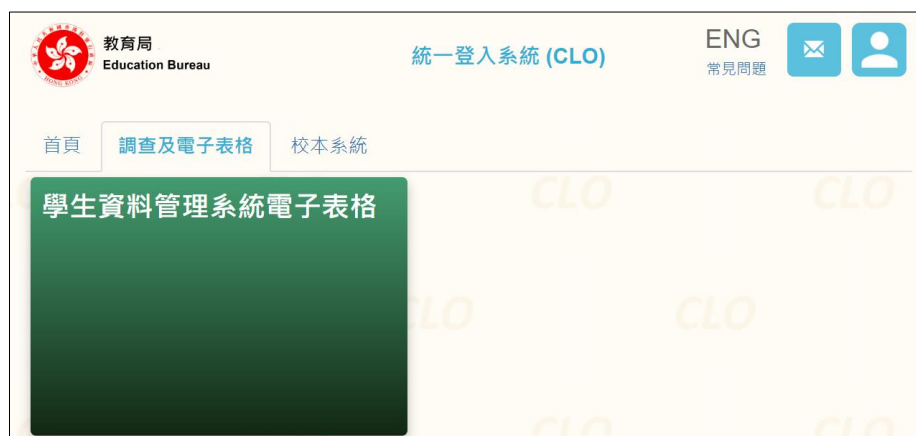 教育局
Education Bureau
統一登入系統 (CLO)
ENG
常見問題
首頁
調查及電子表格
校本系統
學生資料管理系統電子表格
CLO
CLO
CLO
CLO
CLO
CLO